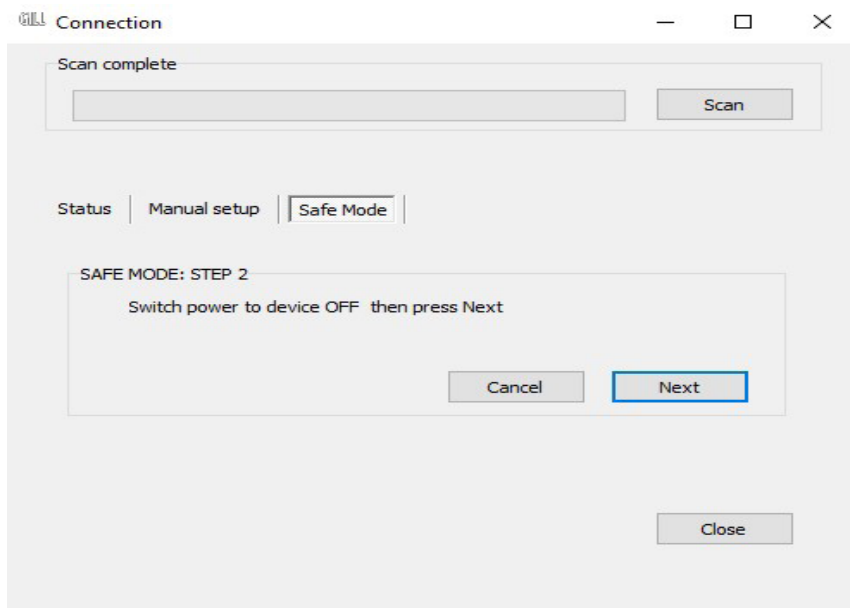 GILL Connection
Scan complete
Scan
Status Manual setup Safe Mode
SAFE MODE: STEP 2
Switch power to device OFF then press Next
Cancel Next
Close